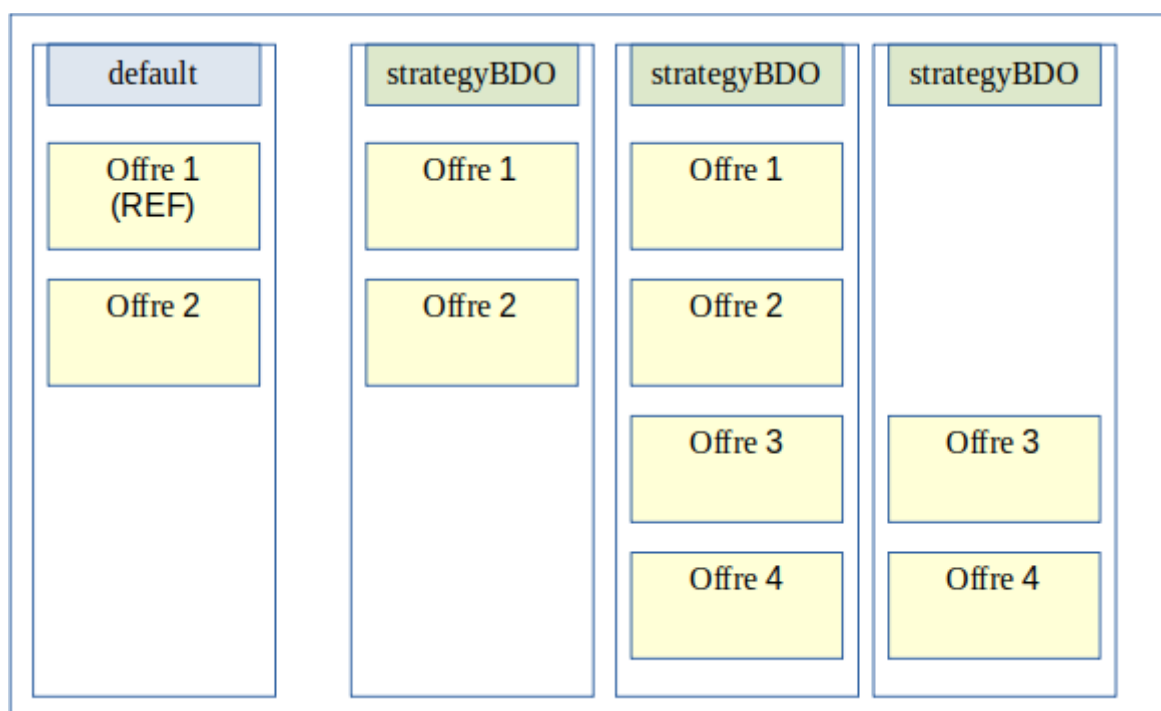 default
Offre 1
(REF)
Offre 2
strategyBDO
Offre 1
Offre 2
strategyBDO
Offre 1
Offre 2
Offre 3
Offre 4
strategyBDO
Offre 3
Offre 4